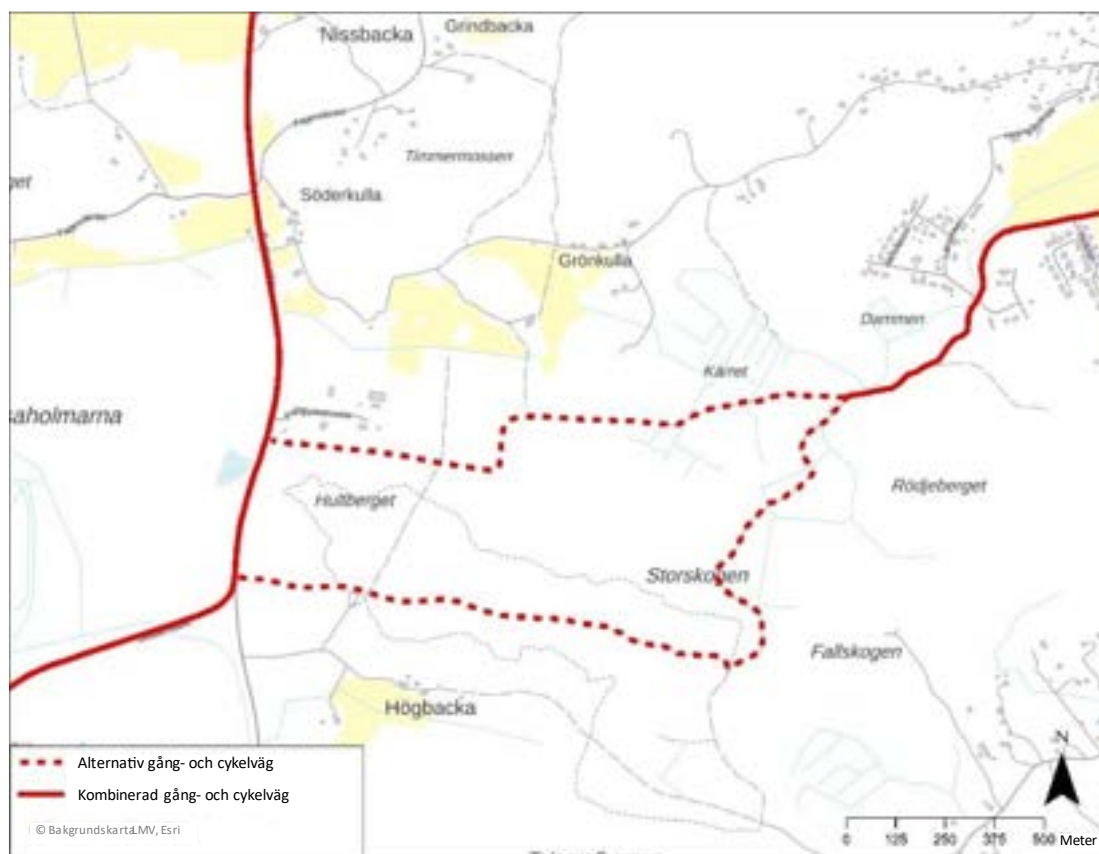 Nissbacka
Grindbacka
Timmermossen
Söderkulla
Grönkulla
Dammen
Kärret
aholmarna
Rödjeberget
Hultberget
Storskogen
Fallskogen
Högbacka
N
Alternativ gång- och cykelväg
Kombinerad gång- och cykelväg
© Bakgrundskarta LMV, Esri
0 125 250 375 500 Meter